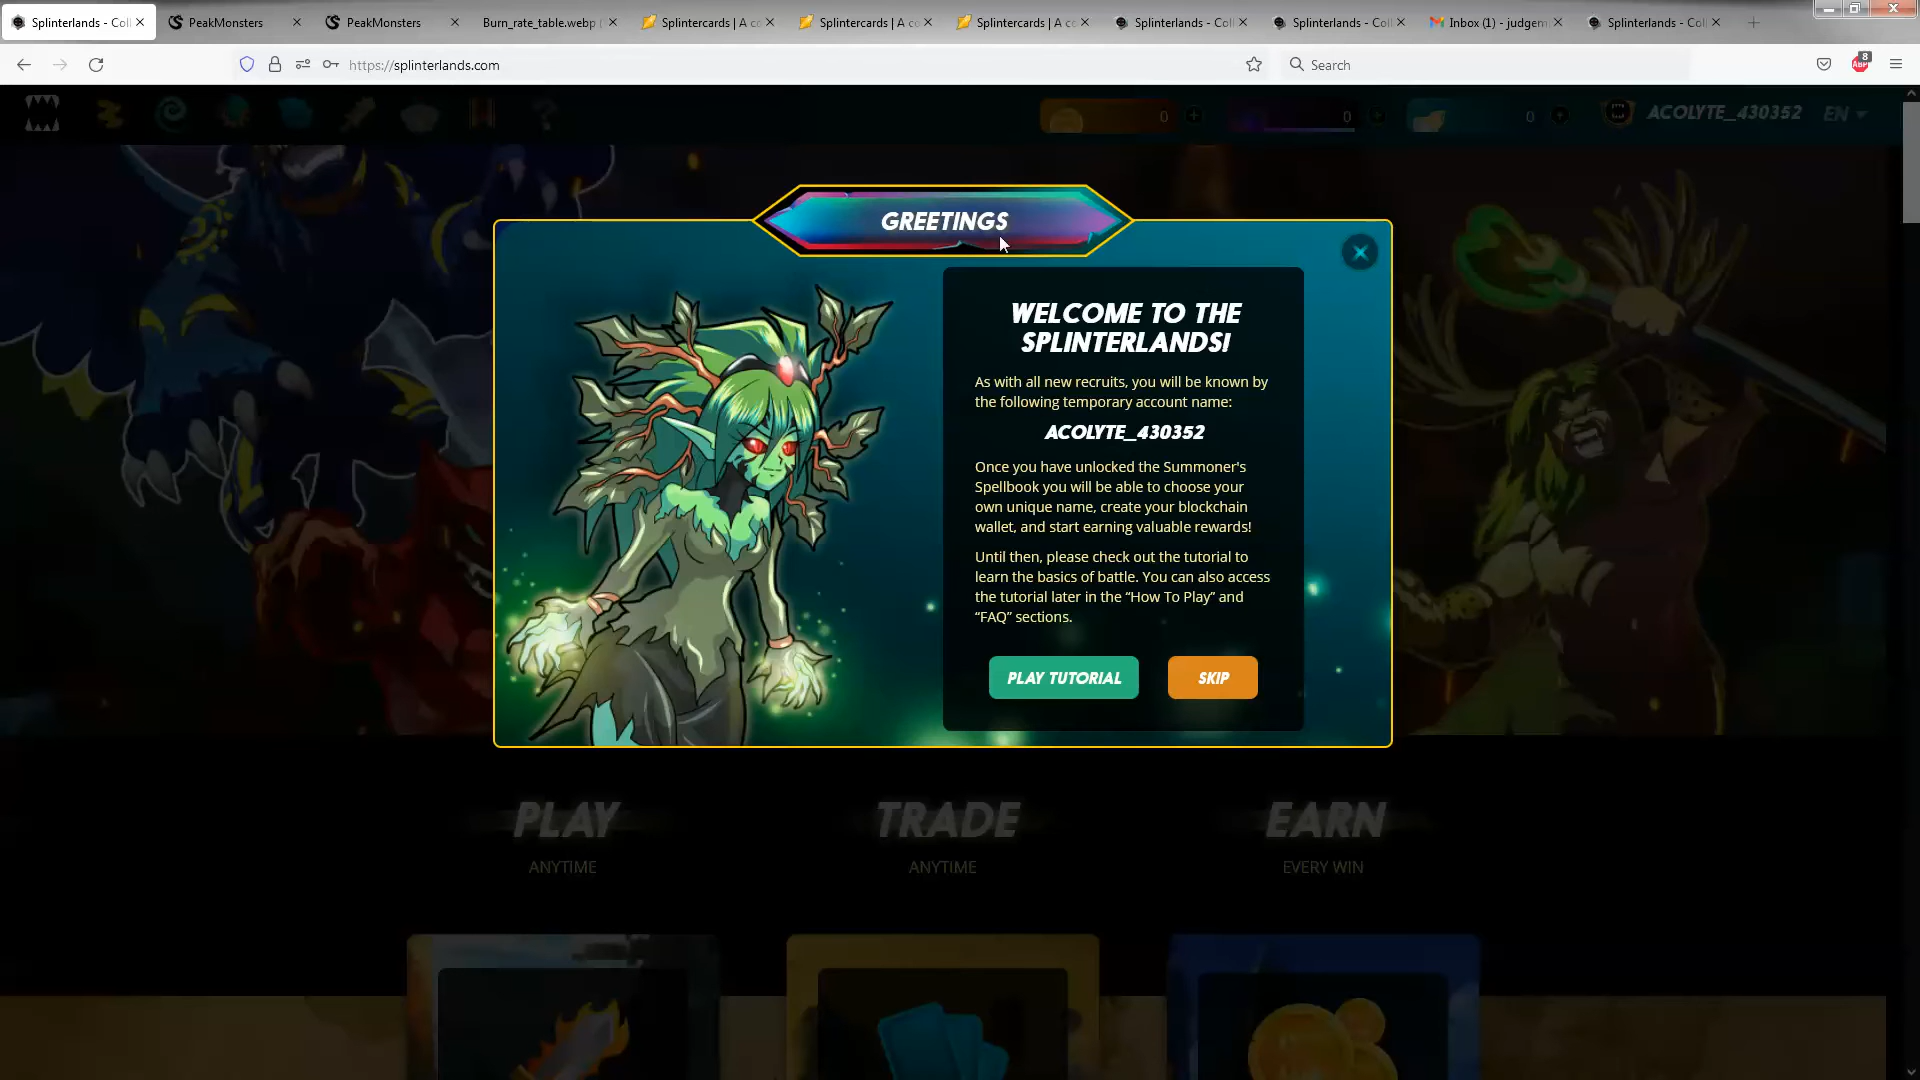 Splinterlands - Coll
PeakMonsters
PeakMonsters
Burn_rate_table.webp (
Splintercards | A co
Splintercards | A co
Splintercards | A co
Splinterlands - Coll
Splinterlands - Coll
Inbox (1) - judgem
Splinterlands - Coll
https://splinterlands.com
Search
ABP
8
0
0
0
ACOLYTE_430352
EN
GREETINGS
WELCOME TO THE
SPLINTERLANDS!
As with all new recruits, you will be known by
the following temporary account name:
ACOLYTE_430352
Once you have unlocked the Summoner's
Spellbook you will be able to choose your
own unique name, create your blockchain
wallet, and start earning valuable rewards!
Until then, please check out the tutorial to
learn the basics of battle. You can also access
the tutorial later in the “How To Play” and
“FAQ” sections.
PLAY TUTORIAL
SKIP
PLAY
TRADE
EARN
ANYTIME
ANYTIME
EVERY WIN